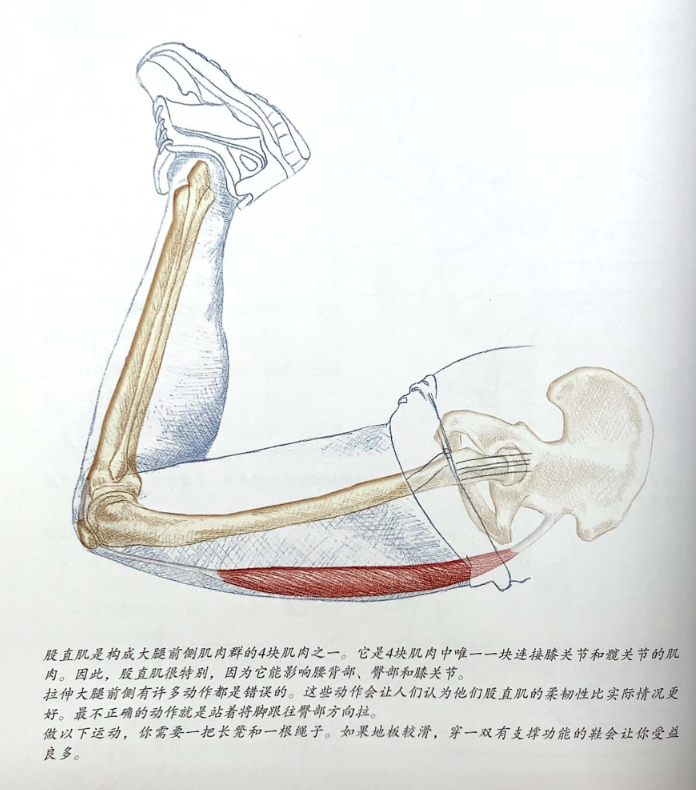 股直肌是构成大腿前侧肌肉群的4块肌肉之一。它是4块肌肉中唯一一块连接膝关节和髋关节的肌
肉。因此，股直肌很特别，因为它能影响腰背部、臀部和膝关节。
拉伸大腿前侧有许多动作都是错误的。这些动作会让人们认为他们股直肌的柔韧性比实际情况更
好。最不正确的动作就是站着将脚跟往臀部方向拉。
做以下运动，你需要一把长凳和一根绳子。如果地板较滑，穿一双有支撑功能的鞋会让你受益
良多。